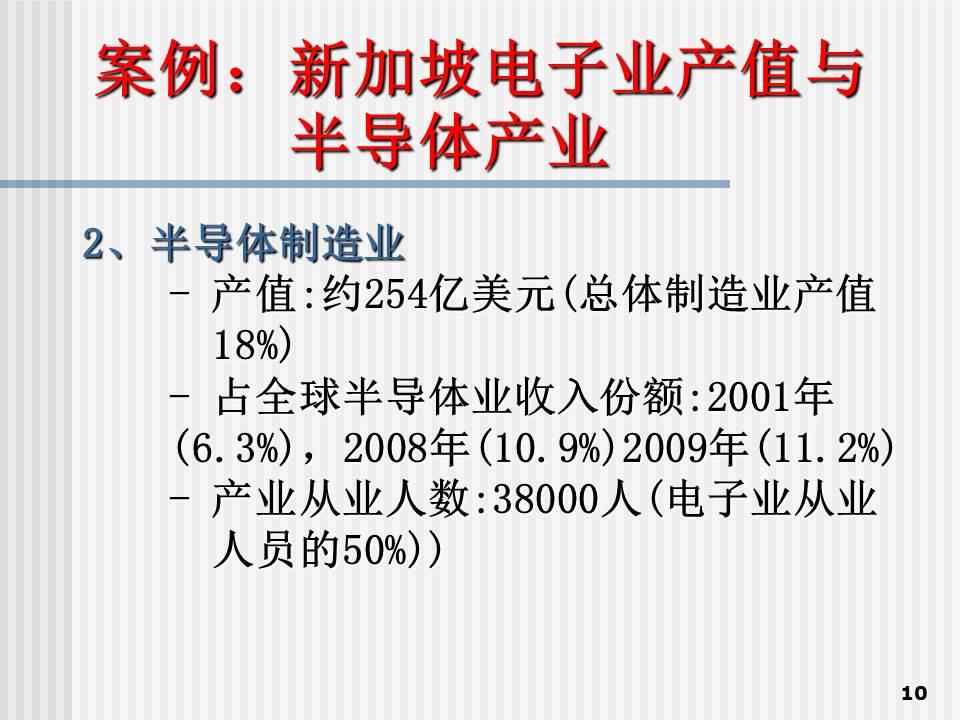 案例：新加坡电子业产值与
半导体产业
2、半导体制造业
- 产值:约254亿美元(总体制造业产值
18%)
- 占全球半导体业收入份额:2001年
(6.3%)，2008年(10.9%)2009年(11.2%)
- 产业从业人数:38000人(电子业从业
人员的50%))
10